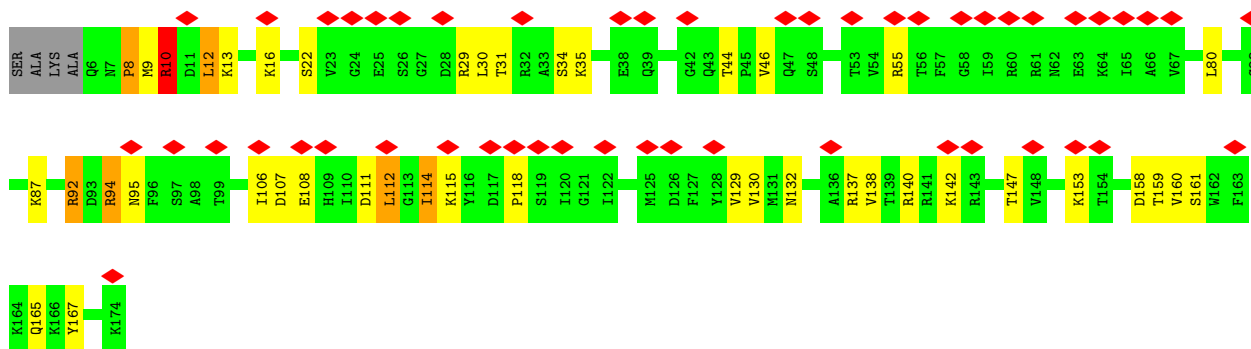 SER ALA LYS ALA Q6 N7 P8 M9 R10 D11 L12 K13 K16 S22 V23 G24 E25 S26 G27 D28 R29 L30 T31 R32 A33 S34 K35 E38 Q39 G42 Q43 T44 P45 V46 Q47 S48 T53 V54 R55 T56 F57 G58 I59 R60 R61 N62 E63 K64 I65 A66 V67 L80
K87 R92 D93 R94 N95 F96 S97 A98 T99 I106 D107 E108 H109 I110 D111 L112 G113 I114 K115 Y116 D117 P118 S119 I120 G121 I122 M125 D126 F127 Y128 V129 V130 M131 N132 A136 R137 V138 T139 R140 R141 K142 R143 T147 V148 K153 T154 D158 T159 V160 S161 W162 F163
K164 Q165 K166 Y167 K174